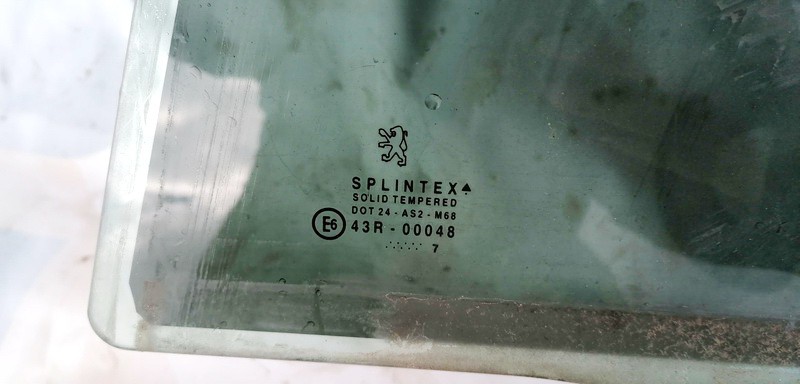 SPLINTEX
SOLID TEMPERED
DOT 24 - AS2 - M68
E6 43R - 00048
7